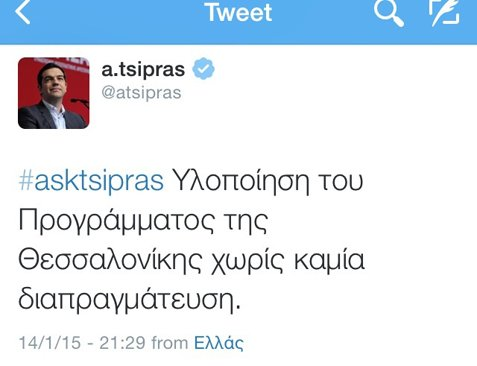 Tweet
a.tsipras
@atsipras
#asktsipras Υλοποίηση του
Προγράμματος της
Θεσσαλονίκης χωρίς καμία
διαπραγμάτευση.
14/1/15 - 21:29 from Ελλάς